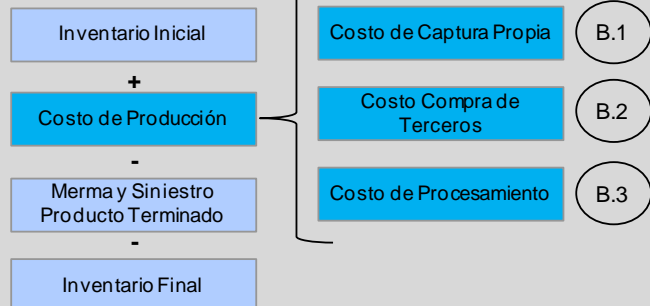 Inventario Inicial
+
Costo de Producción
-
Merma y Siniestro
Producto Terminado
-
Inventario Final
Costo de Captura Propia
B.1
Costo Compra de
Terceros
B.2
Costo de Procesamiento
B.3